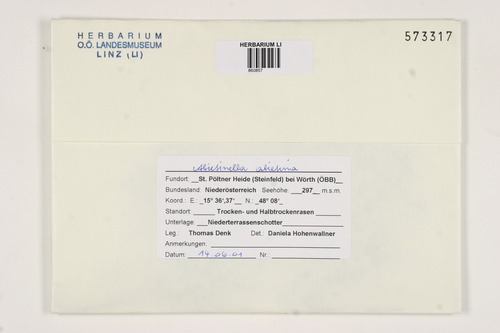 HERBARIUM
O.Ö. LANDESMUSEUM
LINZ (LI)
HERBARIUM LI
573317
Abietinella abietina
Fundort: St. Pöltner Heide (Steinfeld) bei Wörth (ÖBB)
Bundesland: Niederösterreich Seehöhe: 297 m.s.m.
Koord.: E.: 15° 36,37' N.: 48° 08'
Standort: Trocken- und Halbtrockenrasen
Unterlage: Niederterrassenschotter
Leg.: Thomas Denk Det.: Daniela Hohenwallner
Anmerkungen:
Datum: 14.06.01 Nr.: